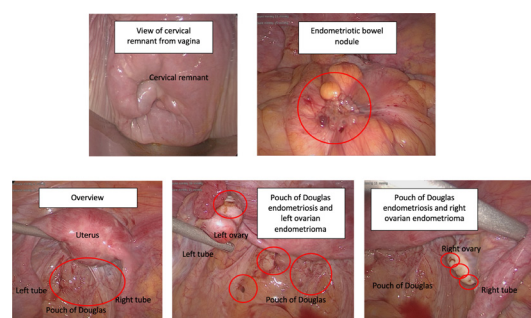 View of cervical
remnant from vagina
Cervical remnant
Endometriotic bowel
nodule
Overview
Uterus
Left tube
Right tube
Pouch of Douglas
Pouch of Douglas
endometriosis and
left ovarian
endometrioma
Left ovary
Left tube
Pouch of Douglas
Pouch of Douglas
endometriosis and right
ovarian endometrioma
Right ovary
Pouch of Douglas
Right tube